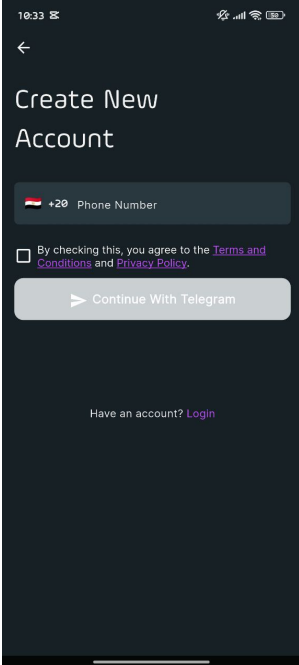 10:33
50
Create New
Account
+20 Phone Number
By checking this, you agree to the Terms and
Conditions and Privacy Policy.
Continue With Telegram
Have an account? Login